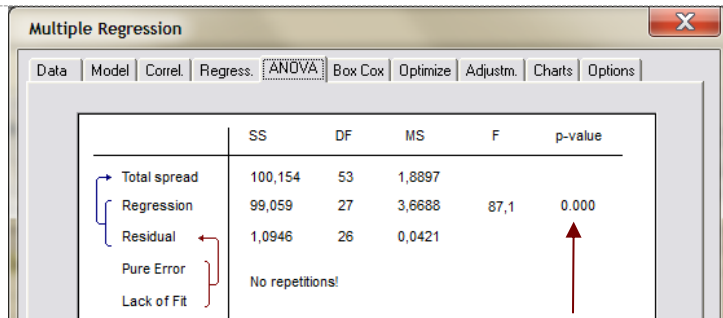 Multiple Regression X
Data Model Correl. Regress. ANOVA Box Cox Optimize Adjustm. Charts Options
SS DF MS F p-value
Total spread 100,154 53 1,8897
Regression 99,059 27 3,6688 87,1 0.000
Residual 1,0946 26 0,0421
Pure Error
No repetitions!
Lack of Fit